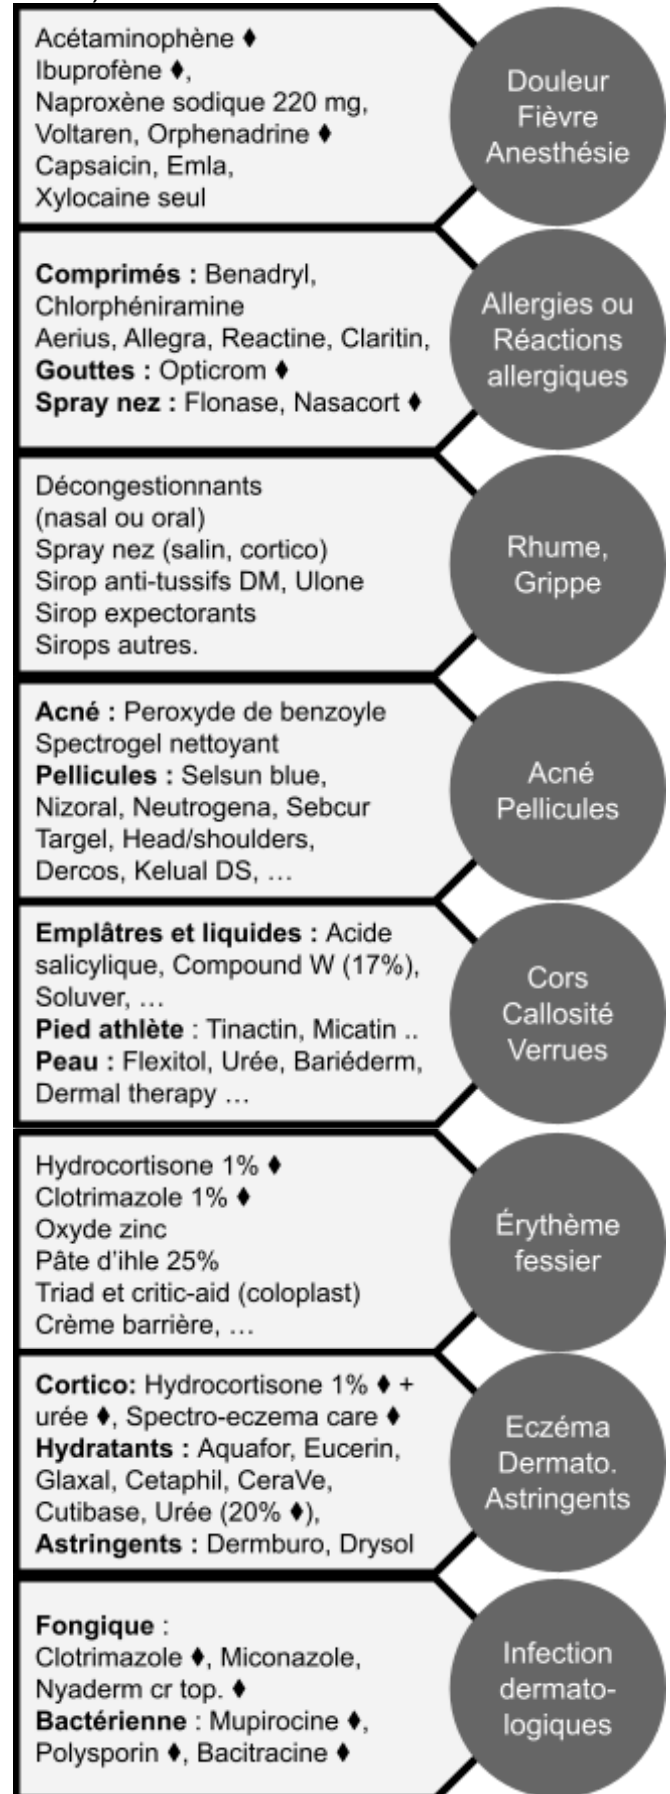 Acétaminophène ♦
Ibuprofène ♦,
Naproxène sodique 220 mg,
Voltaren, Orphenadrine ♦
Capsaicin, Emla,
Xylocaine seul
Douleur
Fièvre
Anesthésie
Comprimés : Benadryl,
Chlorphéniramine
Aerius, Allegra, Reactine, Claritin,
Gouttes : Opticrom ♦
Spray nez : Flonase, Nasacort ♦
Allergies ou
Réactions
allergiques
Décongestionnants
(nasal ou oral)
Spray nez (salin, cortico)
Sirop anti-tussifs DM, Ulone
Sirop expectorants
Sirops autres.
Rhume,
Grippe
Acné : Peroxyde de benzoyle
Spectrogel nettoyant
Pellicules : Selsun blue,
Nizoral, Neutrogena, Sebcur
Targel, Head/shoulders,
Dercos, Kelual DS, …
Acné
Pellicules
Emplâtres et liquides : Acide
salicylique, Compound W (17%),
Soluver, …
Pied athlète : Tinactin, Micatin ..
Peau : Flexitol, Urée, Bariéderm,
Dermal therapy …
Cors
Callosité
Verrues
Hydrocortisone 1% ♦
Clotrimazole 1% ♦
Oxyde zinc
Pâte d’ihle 25%
Triad et critic-aid (coloplast)
Crème barrière, …
Érythème
fessier
Cortico: Hydrocortisone 1% ♦ +
urée ♦, Spectro-eczema care ♦
Hydratants : Aquafor, Eucerin,
Glaxal, Cetaphil, CeraVe,
Cutibase, Urée (20% ♦),
Astringents : Dermburo, Drysol
Eczéma
Dermato.
Astringents
Fongique :
Clotrimazole ♦, Miconazole,
Nyaderm cr top. ♦
Bactérienne : Mupirocine ♦,
Polysporin ♦, Bacitracine ♦
Infection
dermato-
logiques